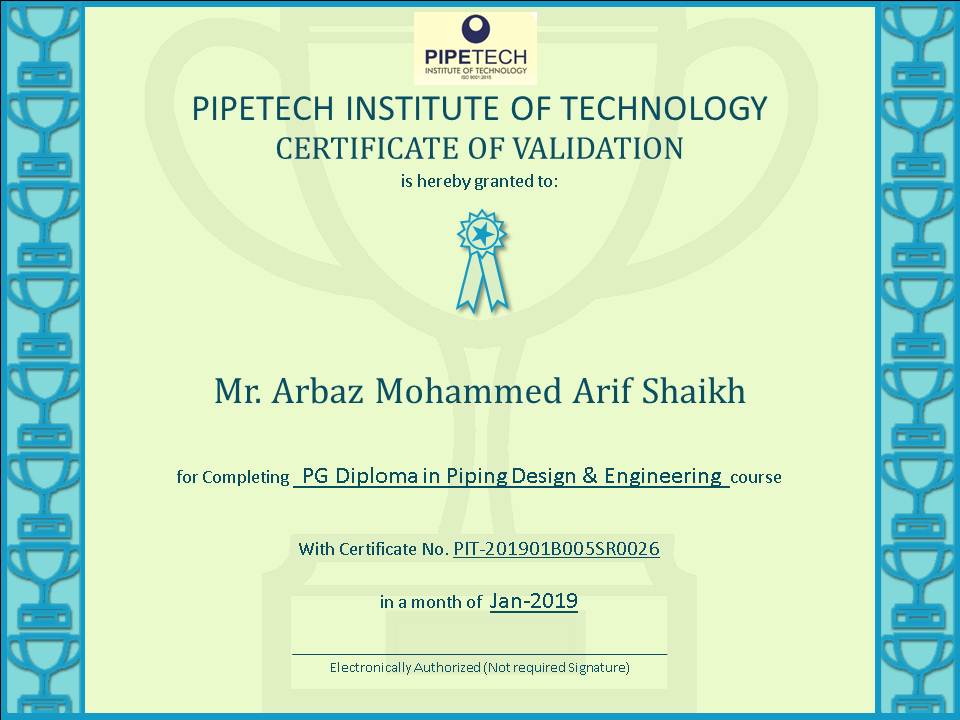 PIPETECH
INSTITUTE OF TECHNOLOGY
ISO 9001:2015
PIPETECH INSTITUTE OF TECHNOLOGY
CERTIFICATE OF VALIDATION
is hereby granted to:
Mr. Arbaz Mohammed Arif Shaikh
for Completing PG Diploma in Piping Design & Engineering course
With Certificate No. PIT-201901B005SR0026
in a month of Jan-2019
Electronically Authorized (Not required Signature)